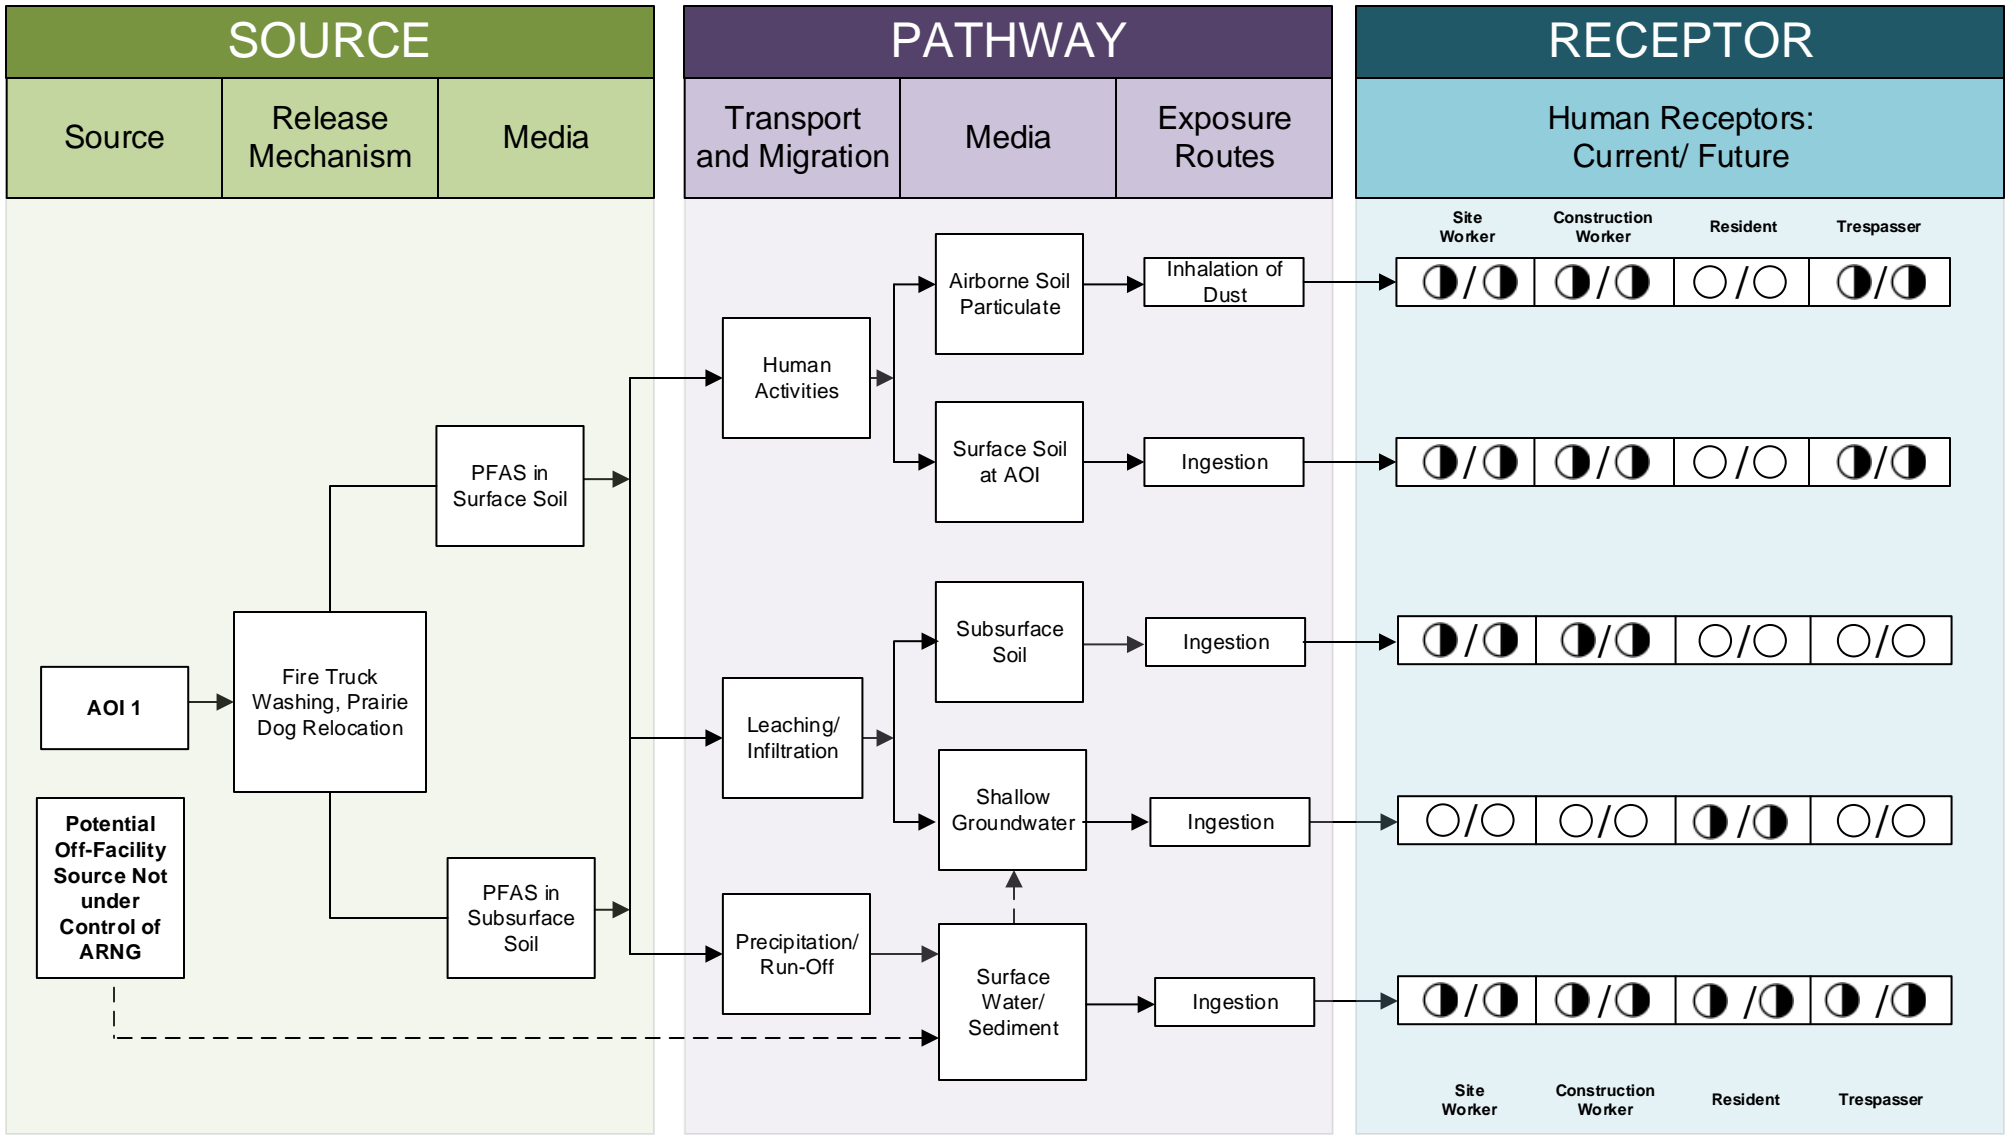 SOURCE
PATHWAY
RECEPTOR
Source
Release
Mechanism
Media
Transport
and Migration
Media
Exposure
Routes
Human Receptors:
Current/ Future
Site
Worker
Construction
Worker
Resident
Trespasser
AOI 1
Potential
Off-Facility
Source Not
under
Control of
ARNG
Fire Truck
Washing, Prairie
Dog Relocation
PFAS in
Surface Soil
PFAS in
Subsurface
Soil
Human
Activities
Leaching/
Infiltration
Precipitation/
Run-Off
Airborne Soil
Particulate
Surface Soil
at AOI
Subsurface
Soil
Shallow
Groundwater
Surface
Water/
Sediment
Inhalation of
Dust
Ingestion
Ingestion
Ingestion
Ingestion
/ / / /
/ / / /
/ / / /
/ / / /
/ / / /
Site
Worker
Construction
Worker
Resident
Trespasser